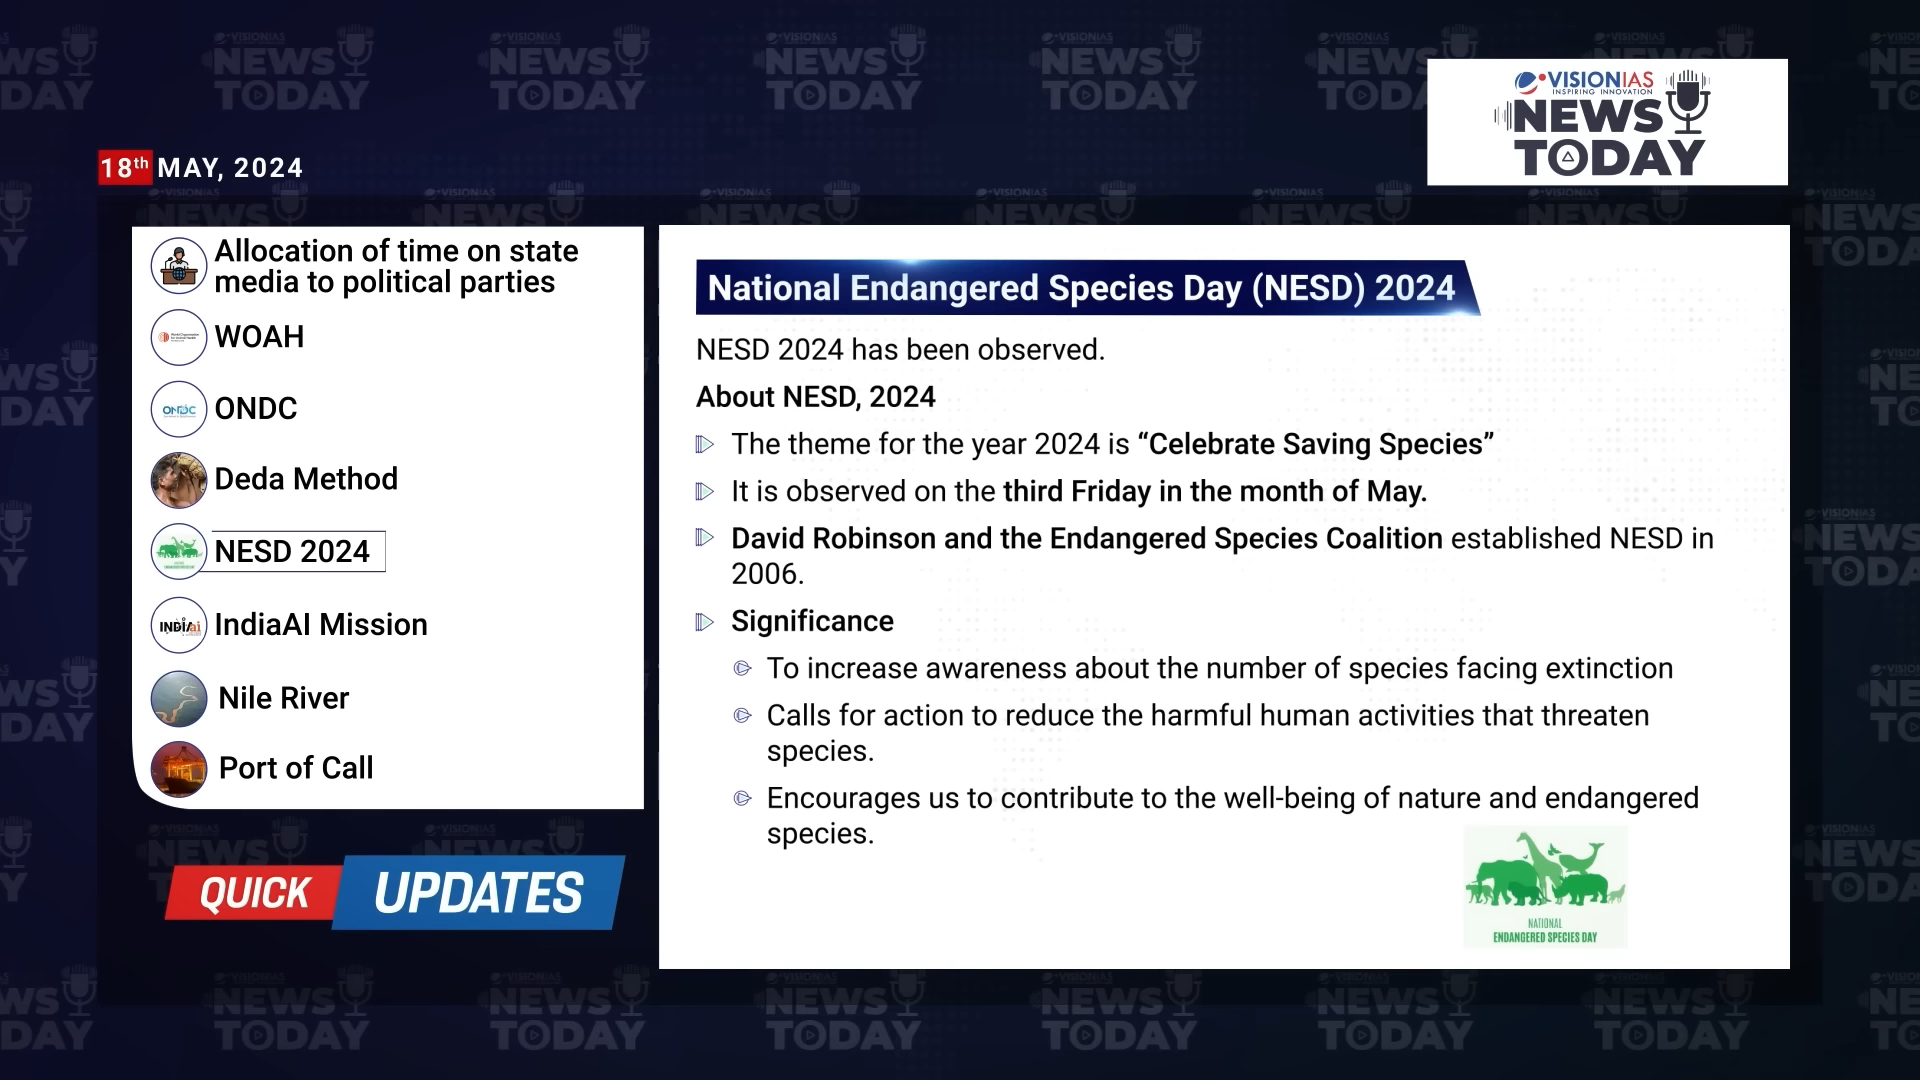 VISIONIAS
INSPIRING INNOVATION
NEWS
TODAY
18th MAY, 2024
Allocation of time on state
media to political parties
WOAH
ONDC
Deda Method
NESD 2024
IndiaAI Mission
Nile River
Port of Call
QUICK UPDATES
National Endangered Species Day (NESD) 2024
NESD 2024 has been observed.
About NESD, 2024
The theme for the year 2024 is “Celebrate Saving Species”
It is observed on the third Friday in the month of May.
David Robinson and the Endangered Species Coalition established NESD in
2006.
Significance
To increase awareness about the number of species facing extinction
Calls for action to reduce the harmful human activities that threaten
species.
Encourages us to contribute to the well-being of nature and endangered
species.
NATIONAL
ENDANGERED SPECIES DAY